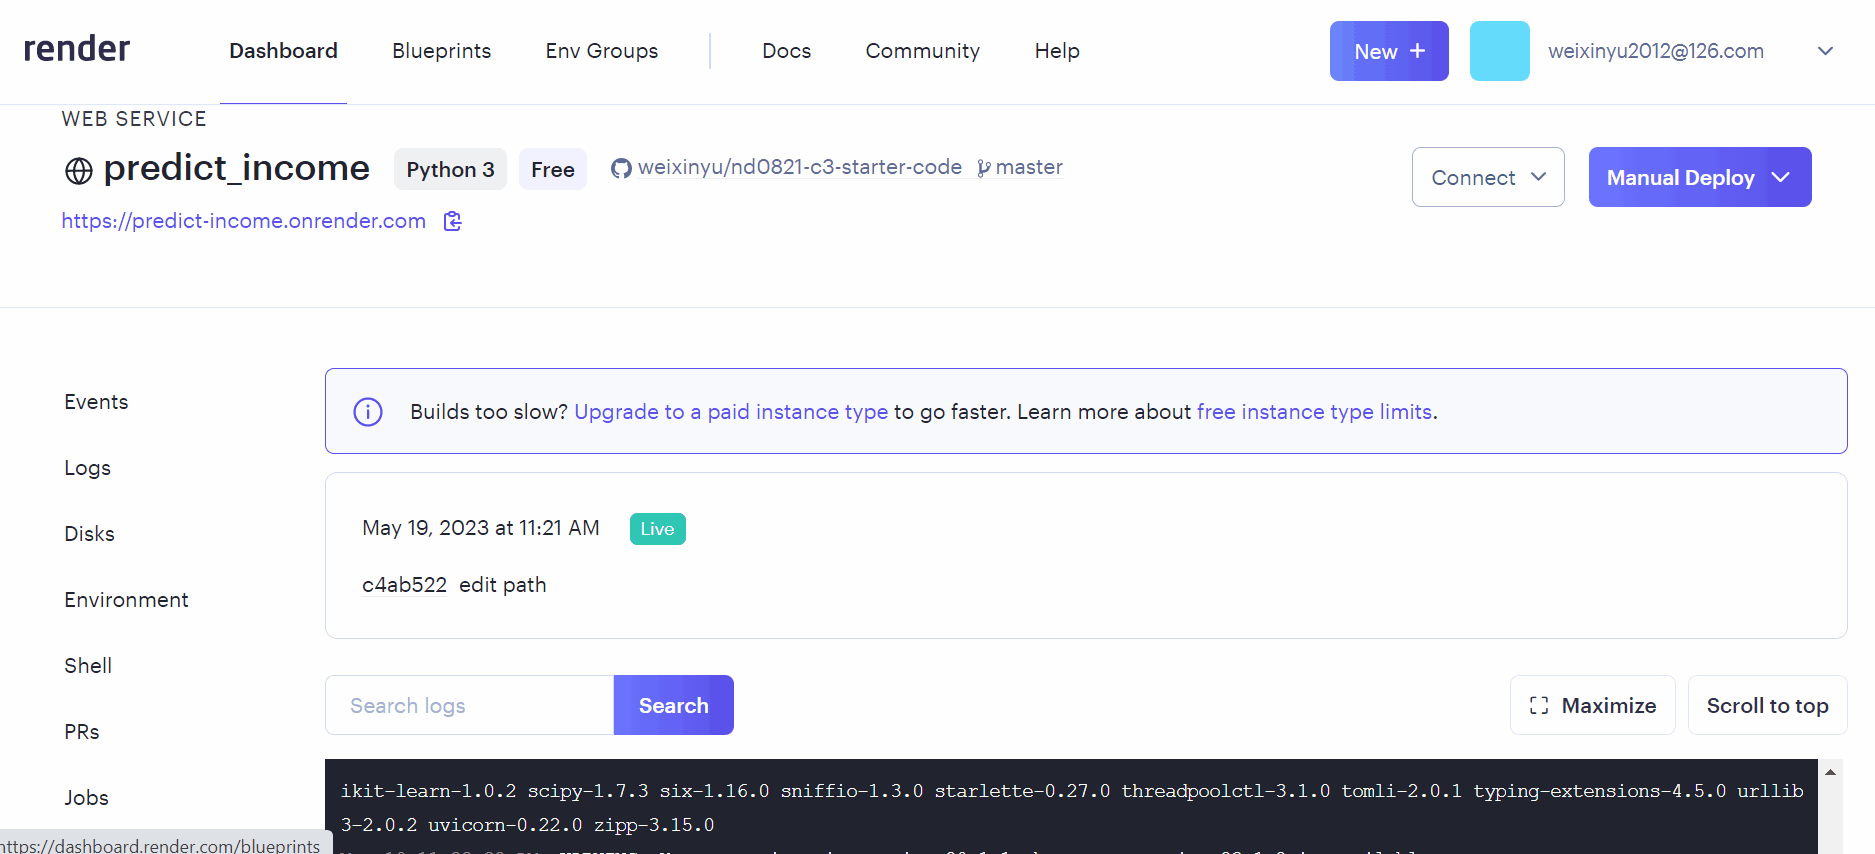 render
Dashboard Blueprints Env Groups Docs Community Help New + weixinyu2012@126.com
WEB SERVICE
predict_income Python 3 Free weixinyu/nd0821-c3-starter-code master
Connect Manual Deploy
https://predict-income.onrender.com
Events
Logs
Disks
Environment
Shell
PRs
Jobs
Builds too slow? Upgrade to a paid instance type to go faster. Learn more about free instance type limits.
May 19, 2023 at 11:21 AM Live
c4ab522 edit path
Search logs Search Maximize Scroll to top
ikit-learn-1.0.2 scipy-1.7.3 six-1.16.0 sniffio-1.3.0 starlette-0.27.0 threadpoolctl-3.1.0 tomli-2.0.1 typing-extensions-4.5.0 urllib
3-2.0.2 uvicorn-0.22.0 zipp-3.15.0
https://dashboard.render.com/blueprints